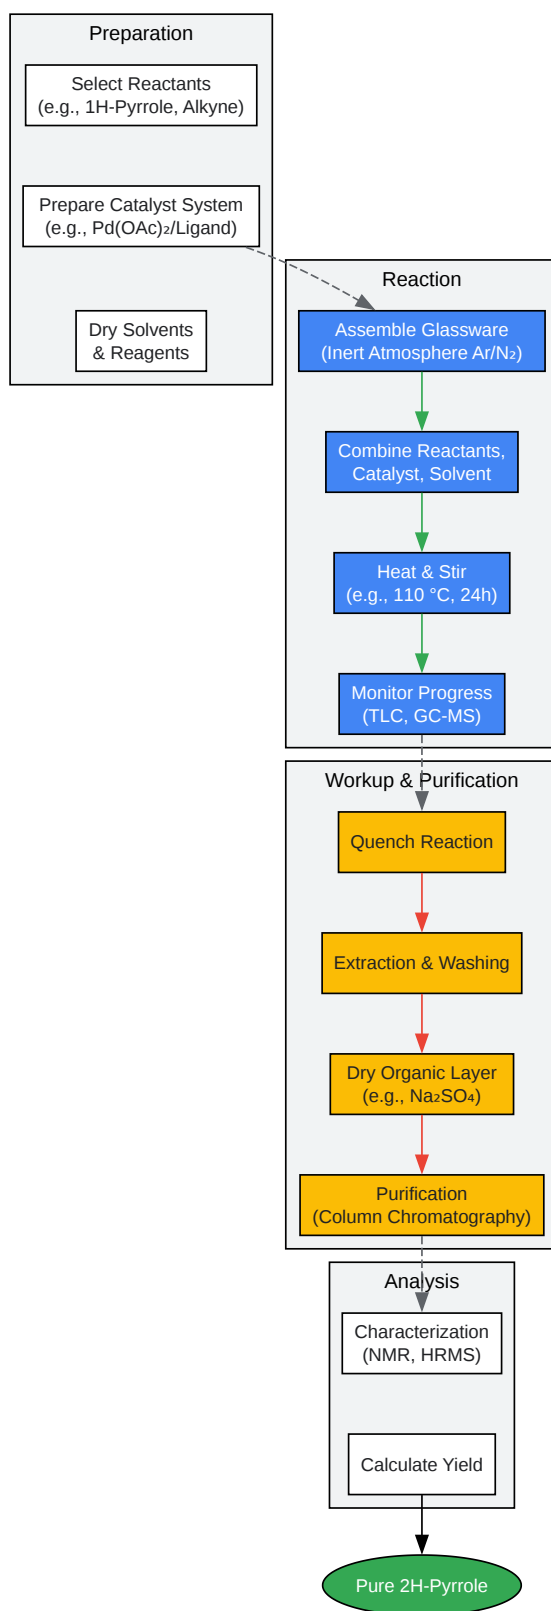 Preparation
Select Reactants
(e.g., 1H-Pyrrole, Alkyne)
Prepare Catalyst System
(e.g., Pd(OAc)₂/Ligand)
Dry Solvents
& Reagents
Reaction
Assemble Glassware
(Inert Atmosphere Ar/N₂)
Combine Reactants,
Catalyst, Solvent
Heat & Stir
(e.g., 110 °C, 24h)
Monitor Progress
(TLC, GC-MS)
Workup & Purification
Quench Reaction
Extraction & Washing
Dry Organic Layer
(e.g., Na₂SO₄)
Purification
(Column Chromatography)
Analysis
Characterization
(NMR, HRMS)
Calculate Yield
Pure 2H-Pyrrole